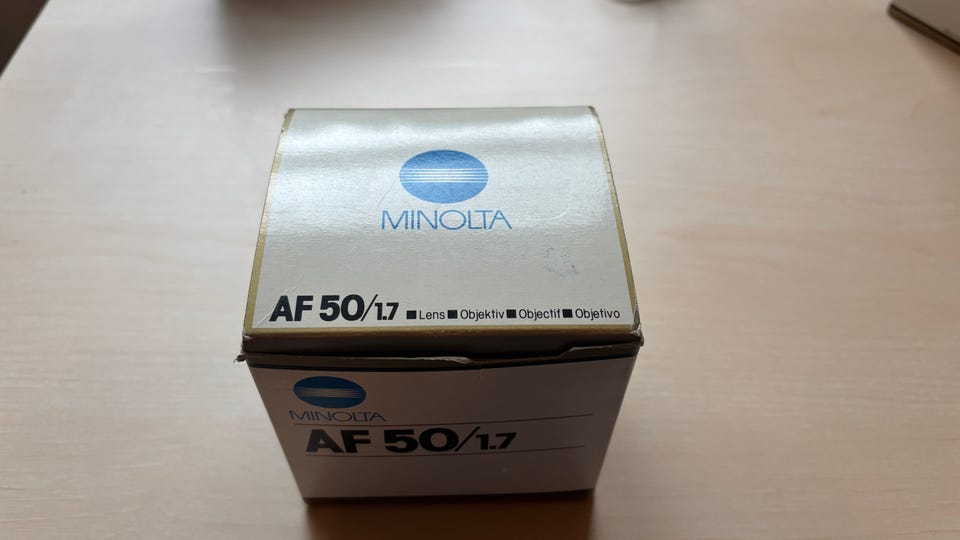 MINOLTA
AF 50/1.7 ■ Lens ■ Objektiv ■ Objectif ■ Objetivo
MINOLTA
AF 50/1.7